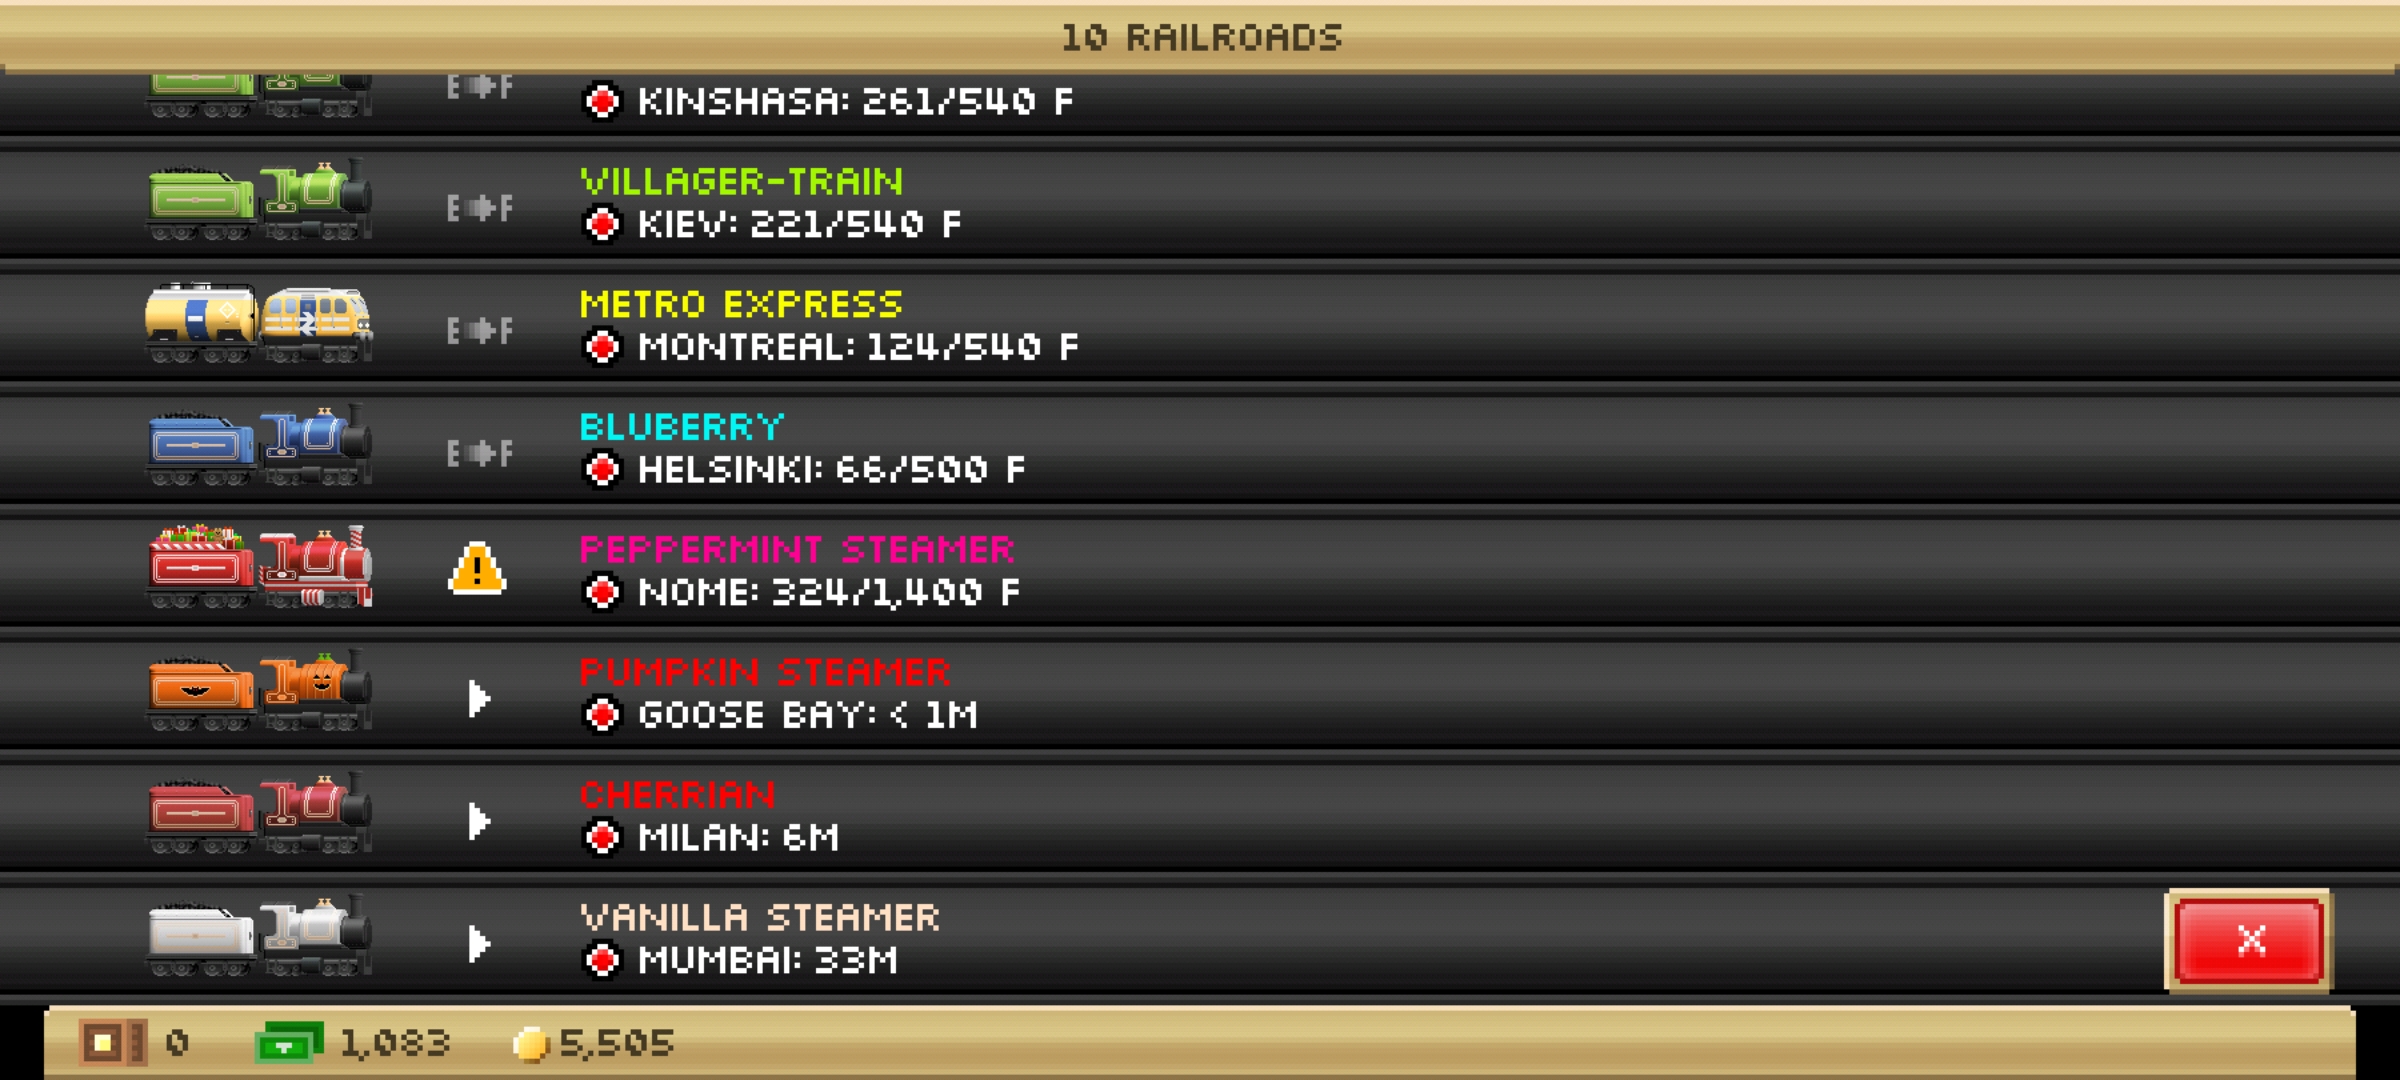 10 RAILROADS
E F
KINSHASA: 261/540 F
VILLAGER-TRAIN
E F
KIEV: 221/540 F
METRO EXPRESS
E F
MONTREAL: 124/540 F
BLUBERRY
E F
HELSINKI: 66/500 F
PEPPERMINT STEAMER
!
NOME: 324/1,400 F
PUMPKIN STEAMER
GOOSE BAY: < 1M
CHERRIAN
MILAN: 6M
VANILLA STEAMER
MUMBAI: 33M
X
0 1,083 5,505